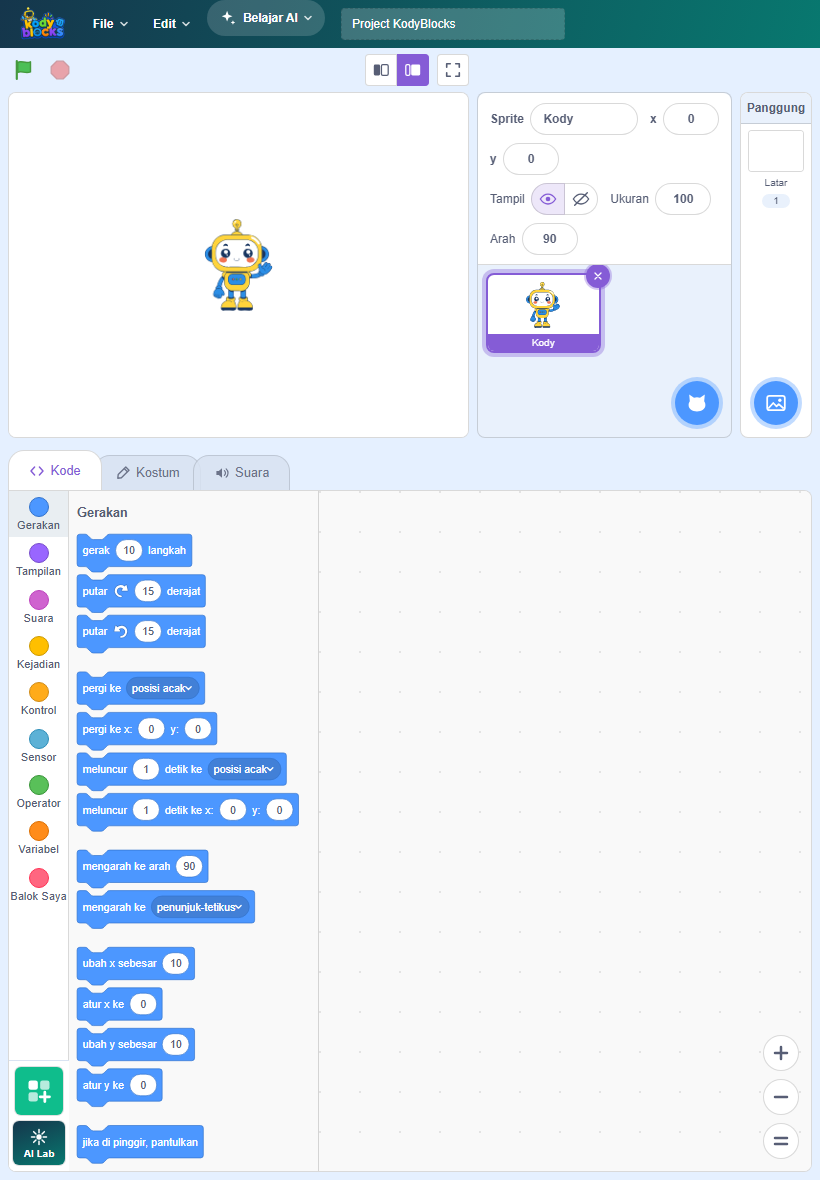 Kody blocks
File
Edit
Belajar AI
Project KodyBlocks
Sprite Kody x 0
y 0
Tampil Ukuran 100
Arah 90
Kody
Panggung
Latar
1
Kode
Kostum
Suara
Gerakan
Tampilan
Suara
Kejadian
Kontrol
Sensor
Operator
Variabel
Balok Saya
AI Lab
Gerakan
gerak 10 langkah
putar 15 derajat
putar 15 derajat
pergi ke posisi acak
pergi ke x: 0 y: 0
meluncur 1 detik ke posisi acak
meluncur 1 detik ke x: 0 y: 0
mengarah ke arah 90
mengarah ke penunjuk-tetikus
ubah x sebesar 10
atur x ke 0
ubah y sebesar 10
atur y ke 0
jika di pinggir, pantulkan